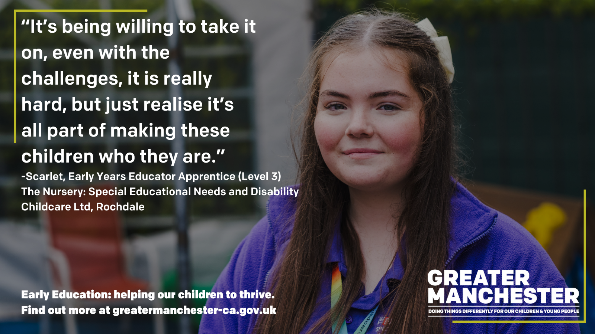 “It’s being willing to take it
on, even with the
challenges, it is really
hard, but just realise it’s
all part of making these
children who they are.”
-Scarlet, Early Years Educator Apprentice (Level 3)
The Nursery: Special Educational Needs and Disability
Childcare Ltd, Rochdale
Early Education: helping our children to thrive.
Find out more at greatermanchester-ca.gov.uk
GREATER
MANCHESTER
DOING THINGS DIFFERENTLY FOR OUR CHILDREN & YOUNG PEOPLE